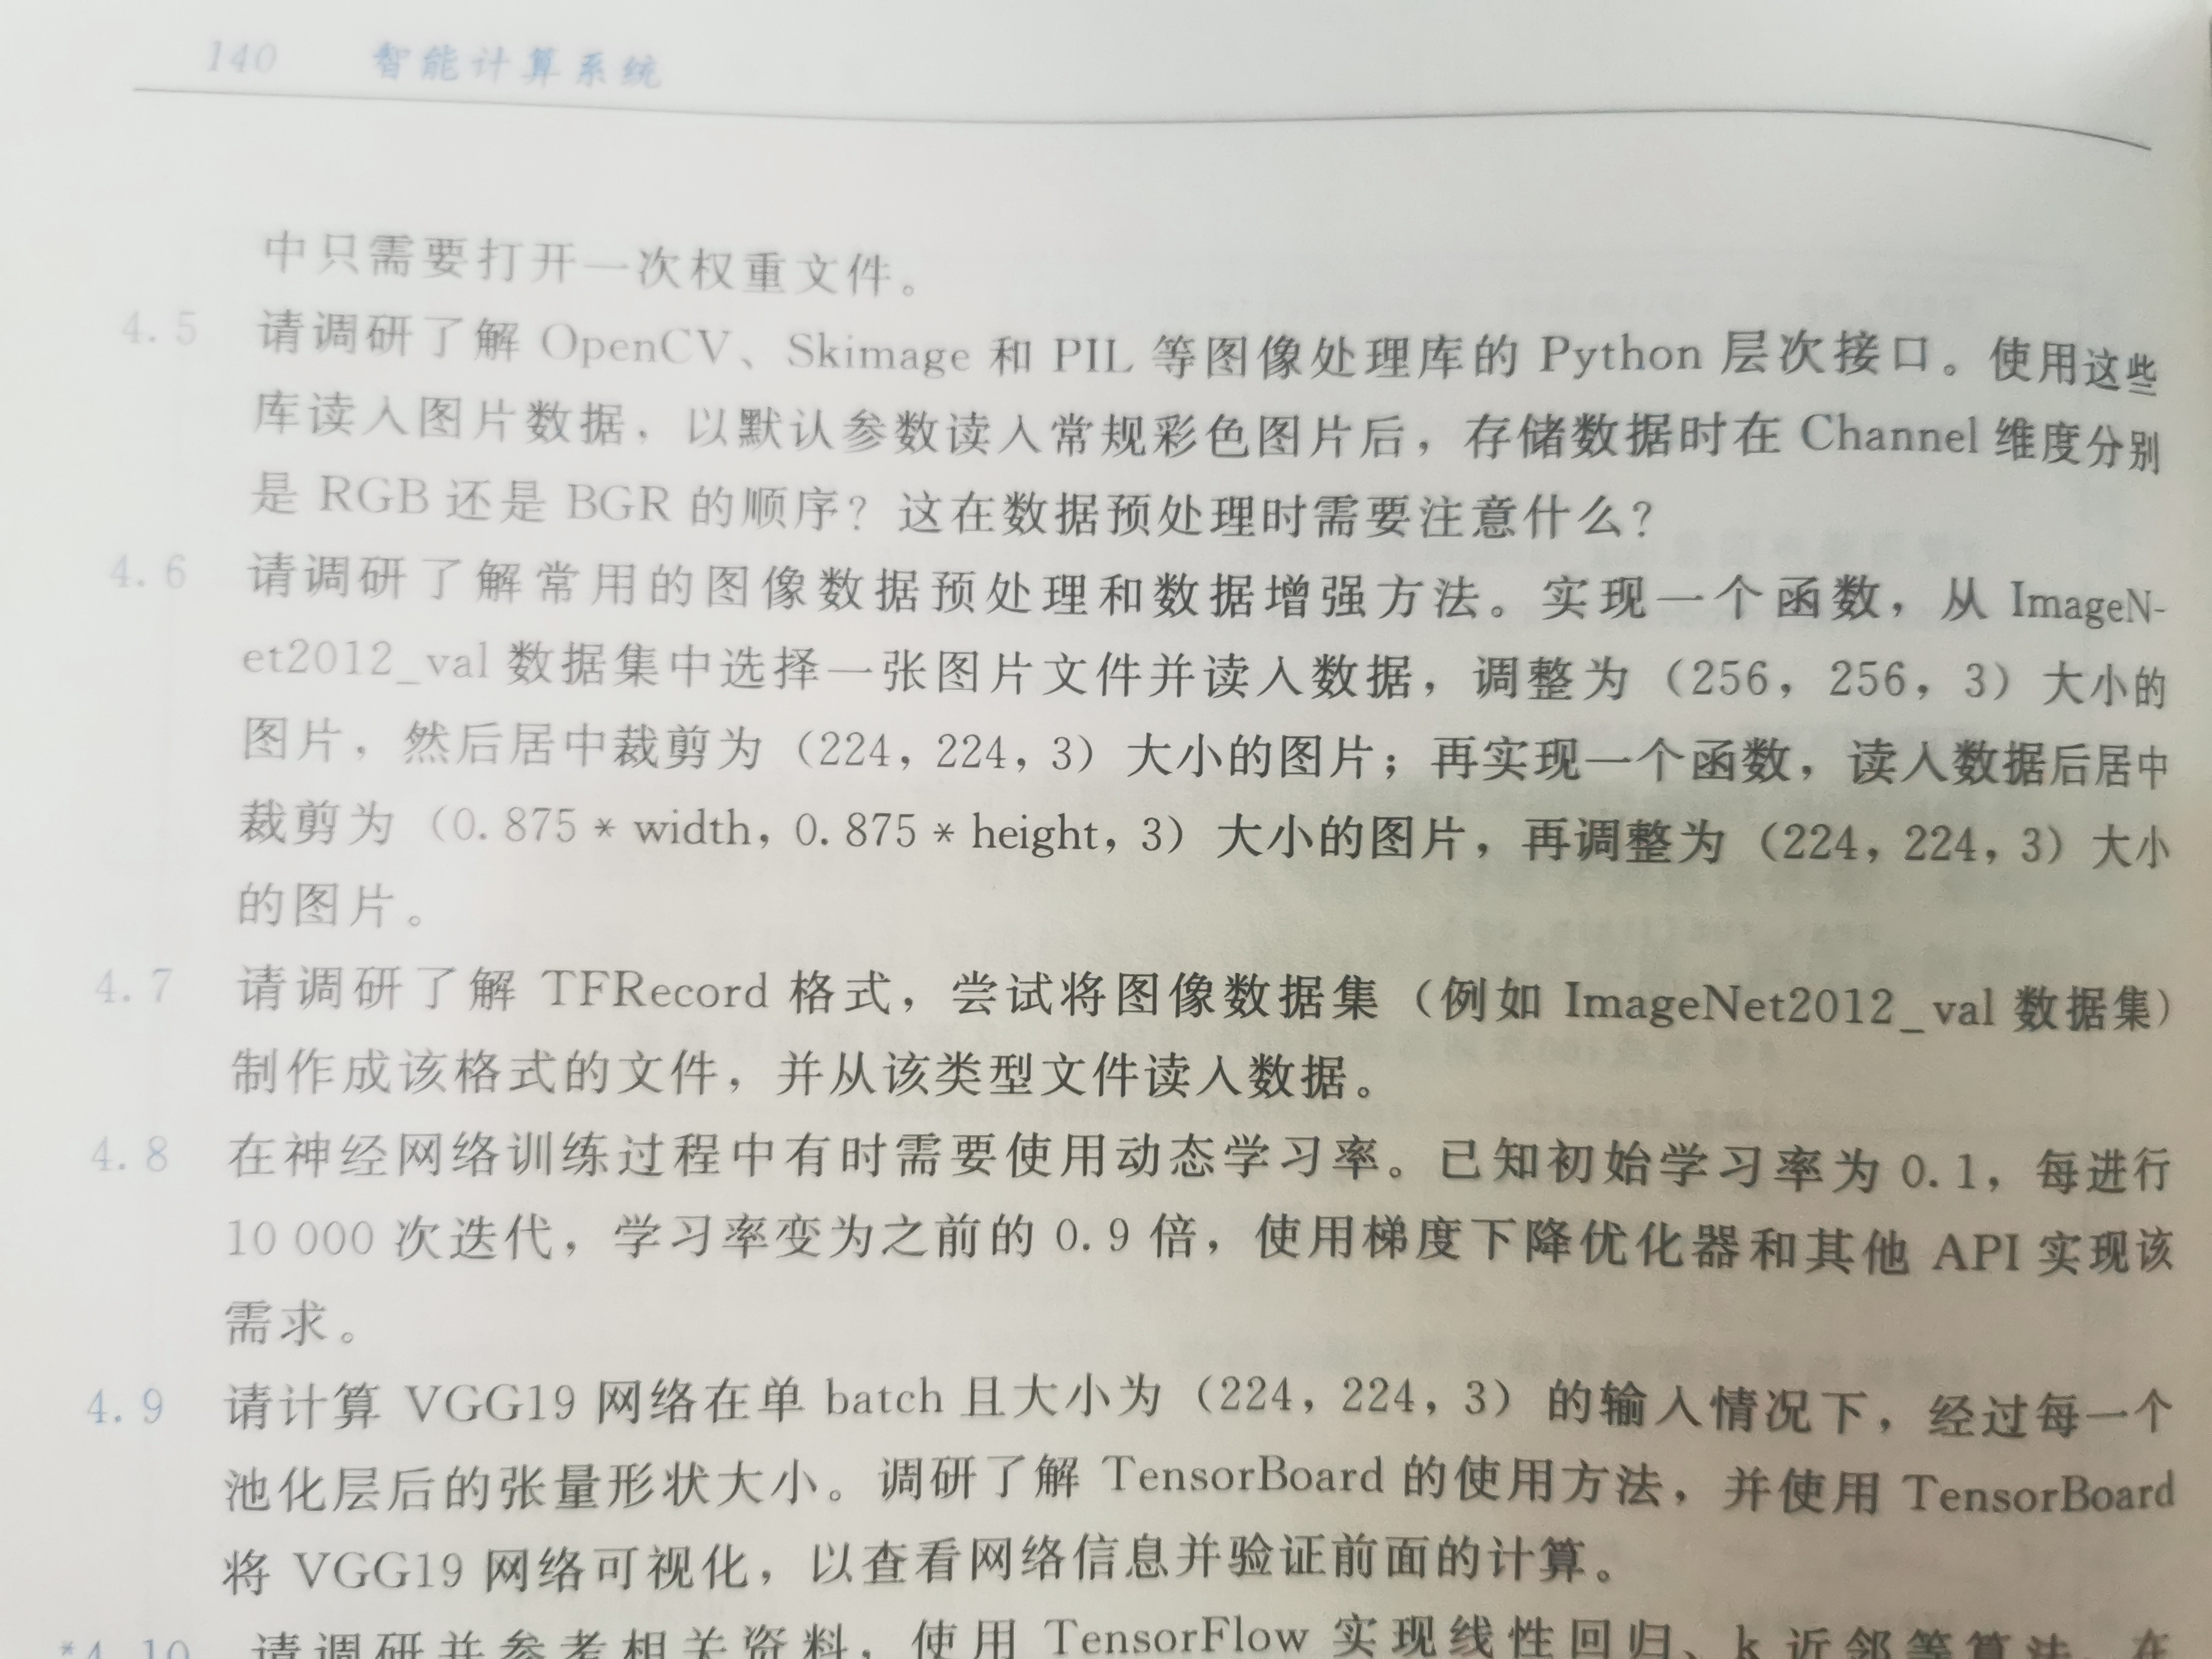 140 智能计算系统
中只需要打开一次权重文件。
4.5 请调研了解 OpenCV、Skimage 和 PIL 等图像处理库的 Python 层次接口。使用这些
库读入图片数据，以默认参数读入常规彩色图片后，存储数据时在 Channel 维度分别
是 RGB 还是 BGR 的顺序？这在数据预处理时需要注意什么？
4.6 请调研了解常用的图像数据预处理和数据增强方法。实现一个函数，从 ImageN-
et2012_val 数据集中选择一张图片文件并读入数据，调整为（256，256，3）大小的
图片，然后居中裁剪为（224，224，3）大小的图片；再实现一个函数，读入数据后居中
裁剪为（0.875 * width，0.875 * height，3）大小的图片，再调整为（224，224，3）大小
的图片。
4.7 请调研了解 TFRecord 格式，尝试将图像数据集（例如 ImageNet2012_val 数据集）
制作成该格式的文件，并从该类型文件读入数据。
4.8 在神经网络训练过程中有时需要使用动态学习率。已知初始学习率为 0.1，每进行
10 000 次迭代，学习率变为之前的 0.9 倍，使用梯度下降优化器和其他 API 实现该
需求。
4.9 请计算 VGG19 网络在单 batch 且大小为（224，224，3）的输入情况下，经过每一个
池化层后的张量形状大小。调研了解 TensorBoard 的使用方法，并使用 TensorBoard
将 VGG19 网络可视化，以查看网络信息并验证前面的计算。
*4.10 请调研并参考相关资料，使用 TensorFlow 实现线性回归、k 近邻等算法。在